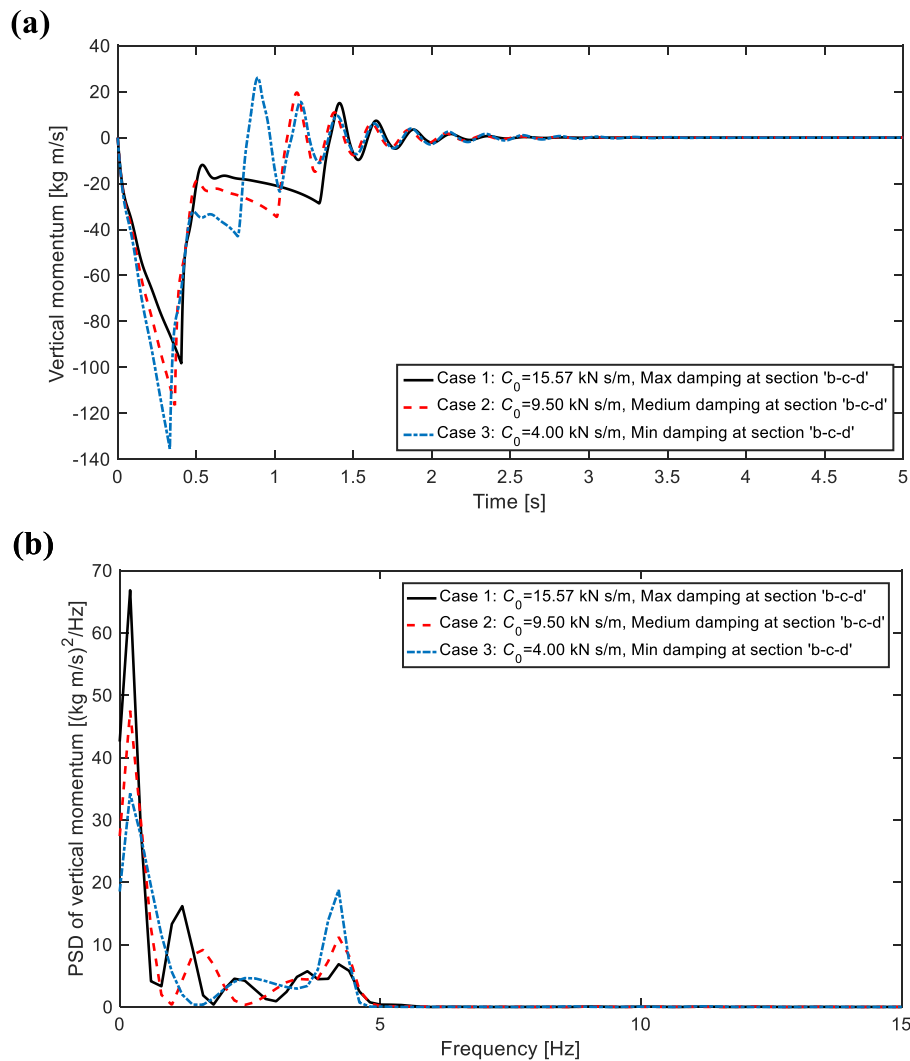 (a)
Vertical momentum [kg m/s]
40
20
0
-20
-40
-60
-80
-100
-120
-140
Case 1: C0=15.57 kN s/m, Max damping at section 'b-c-d'
Case 2: C0=9.50 kN s/m, Medium damping at section 'b-c-d'
Case 3: C0=4.00 kN s/m, Min damping at section 'b-c-d'
0 0.5 1 1.5 2 2.5 3 3.5 4 4.5 5
Time [s]
(b)
PSD of vertical momentum [(kg m/s)^2/Hz]
70
60
50
40
30
20
10
0
Case 1: C0=15.57 kN s/m, Max damping at section 'b-c-d'
Case 2: C0=9.50 kN s/m, Medium damping at section 'b-c-d'
Case 3: C0=4.00 kN s/m, Min damping at section 'b-c-d'
0 5 10 15
Frequency [Hz]